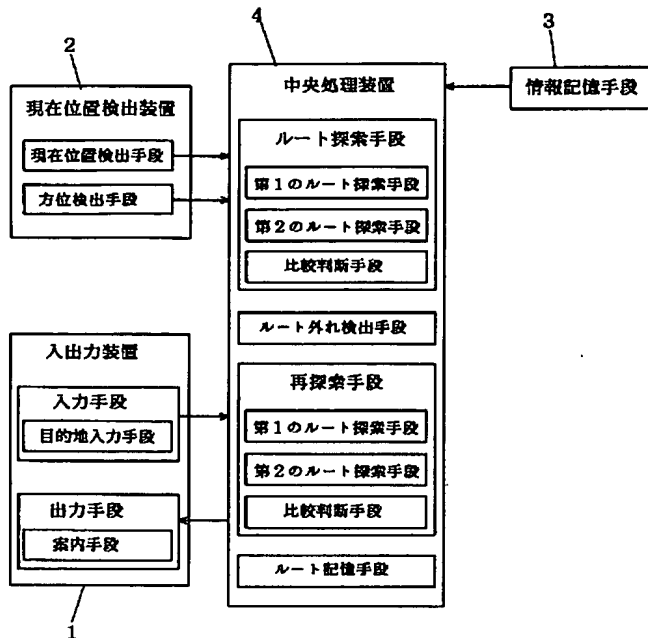 4
2
3
中央処理装置
情報記憶手段
現在位置検出装置
現在位置検出手段
方位検出手段
ルート探索手段
第1のルート探索手段
第2のルート探索手段
比較判断手段
ルート外れ検出手段
入出力装置
入力手段
目的地入力手段
出力手段
案内手段
再探索手段
第1のルート探索手段
第2のルート探索手段
比較判断手段
ルート記憶手段
1